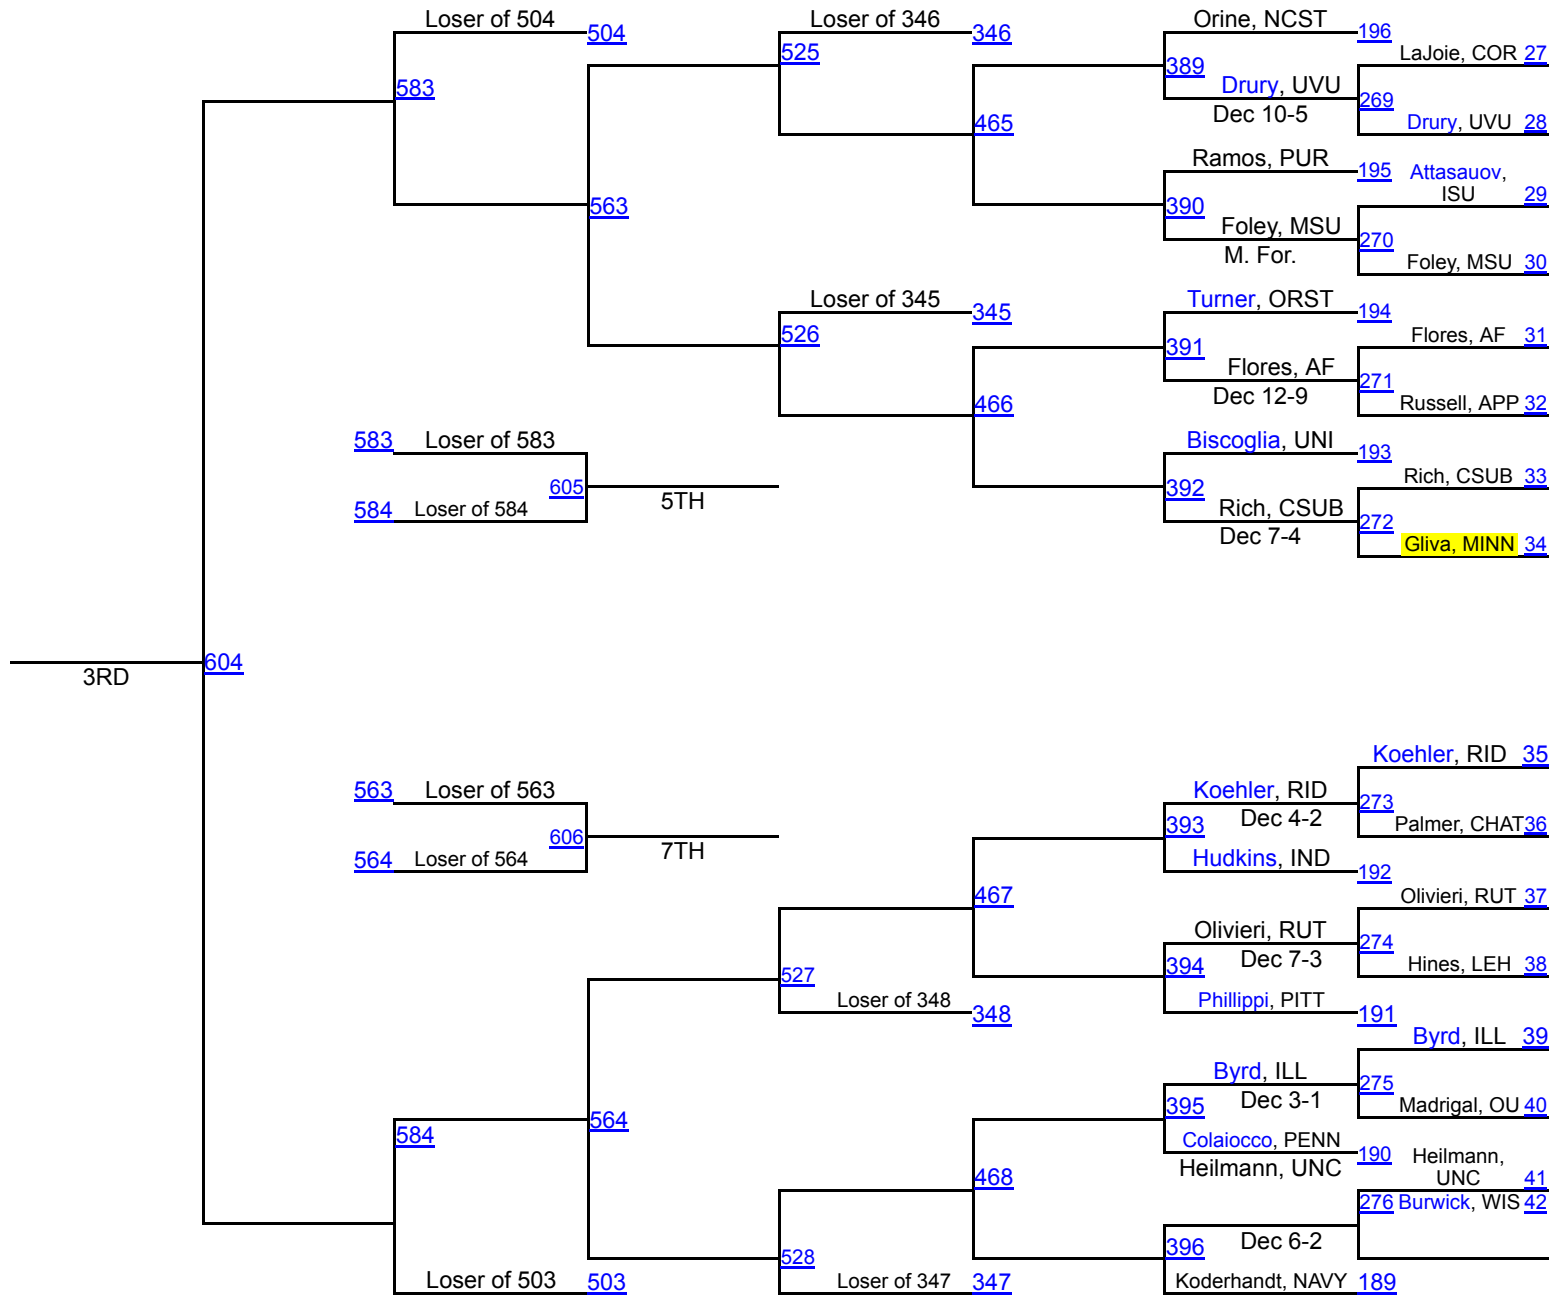 Loser of 504
504
Loser of 346
346
Orine, NCST
196
LaJoie, COR 27
583
525
389
Drury, UVU
Dec 10-5
269
Drury, UVU 28
465
Ramos, PUR
195
Attasauov,
ISU 29
563
390
Foley, MSU
M. For.
270
Foley, MSU 30
Loser of 345
345
Turner, ORST
194
526
391
Flores, AF 31
Flores, AF
Dec 12-9
271
Russell, APP 32
466
583 Loser of 583
Biscoglia, UNI
193
Rich, CSUB 33
605
5TH
392
584 Loser of 584
Rich, CSUB
Dec 7-4
272
Gliva, MINN 34
604
3RD
Koehler, RID 35
563 Loser of 563
Koehler, RID
Dec 4-2
273
606
7TH
393
Palmer, CHAT 36
564 Loser of 564
Hudkins, IND
192
467
Olivieri, RUT 37
Olivieri, RUT
Dec 7-3
274
527
394
Hines, LEH 38
Loser of 348
348
Phillippi, PITT
191
Byrd, ILL 39
Byrd, ILL
Dec 3-1
275
584
564
395
Madrigal, OU 40
Colaiocco, PENN
190
Heilmann, UNC
Heilmann,
UNC 41
468
276 Burwick, WIS 42
528
396
Dec 6-2
Loser of 503
503
Loser of 347
347
Koderhandt, NAVY
189